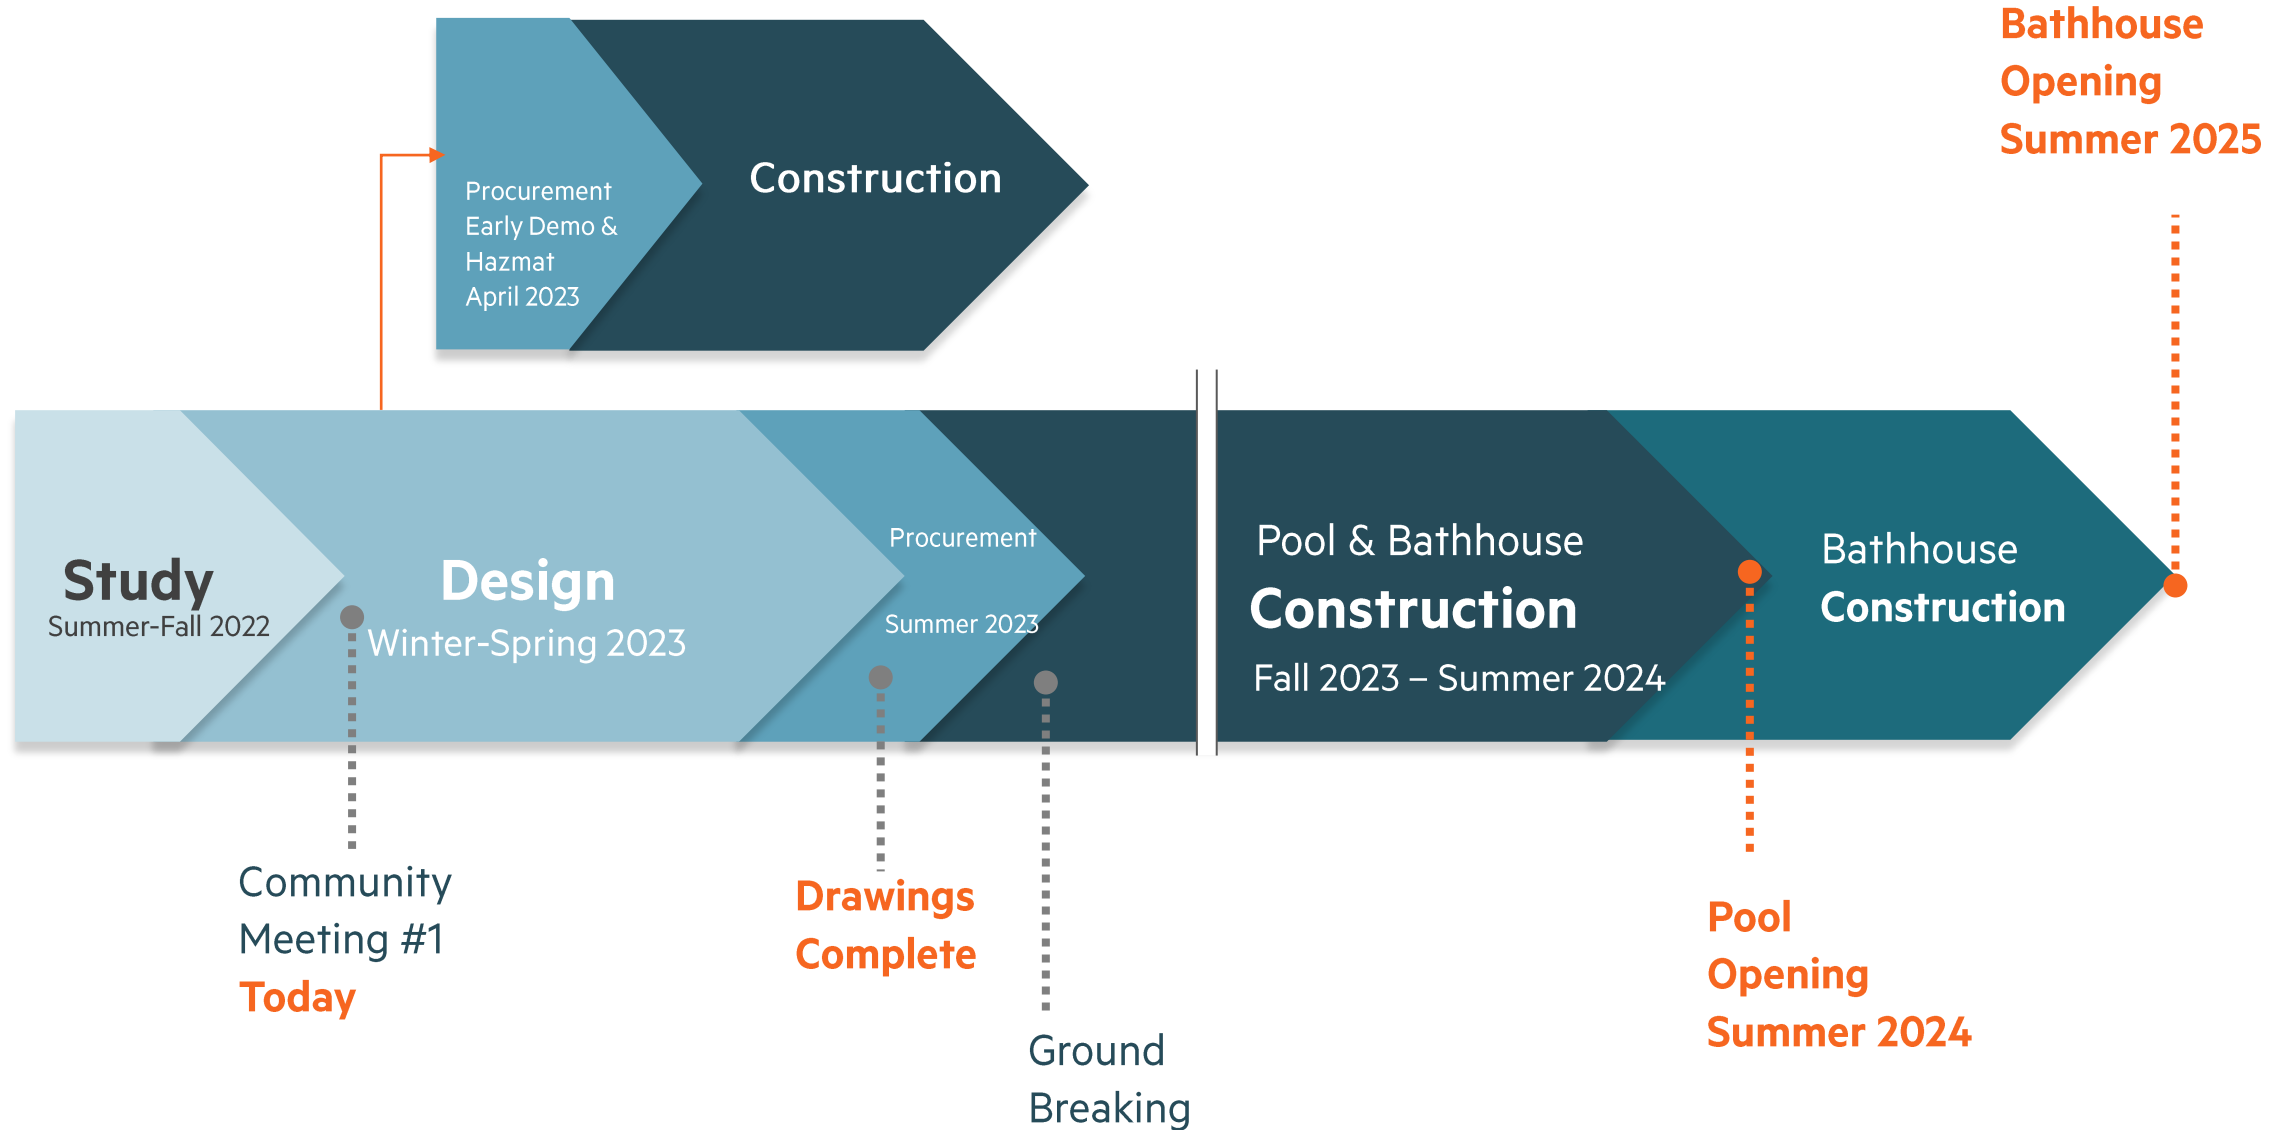 Bathhouse
Opening
Summer 2025
Procurement
Early Demo &
Hazmat
April 2023
Construction
Study
Summer-Fall 2022
Design
Winter-Spring 2023
Procurement
Summer 2023
Pool & Bathhouse
Construction
Fall 2023 – Summer 2024
Bathhouse
Construction
Community
Meeting #1
Today
Drawings
Complete
Ground
Breaking
Pool
Opening
Summer 2024